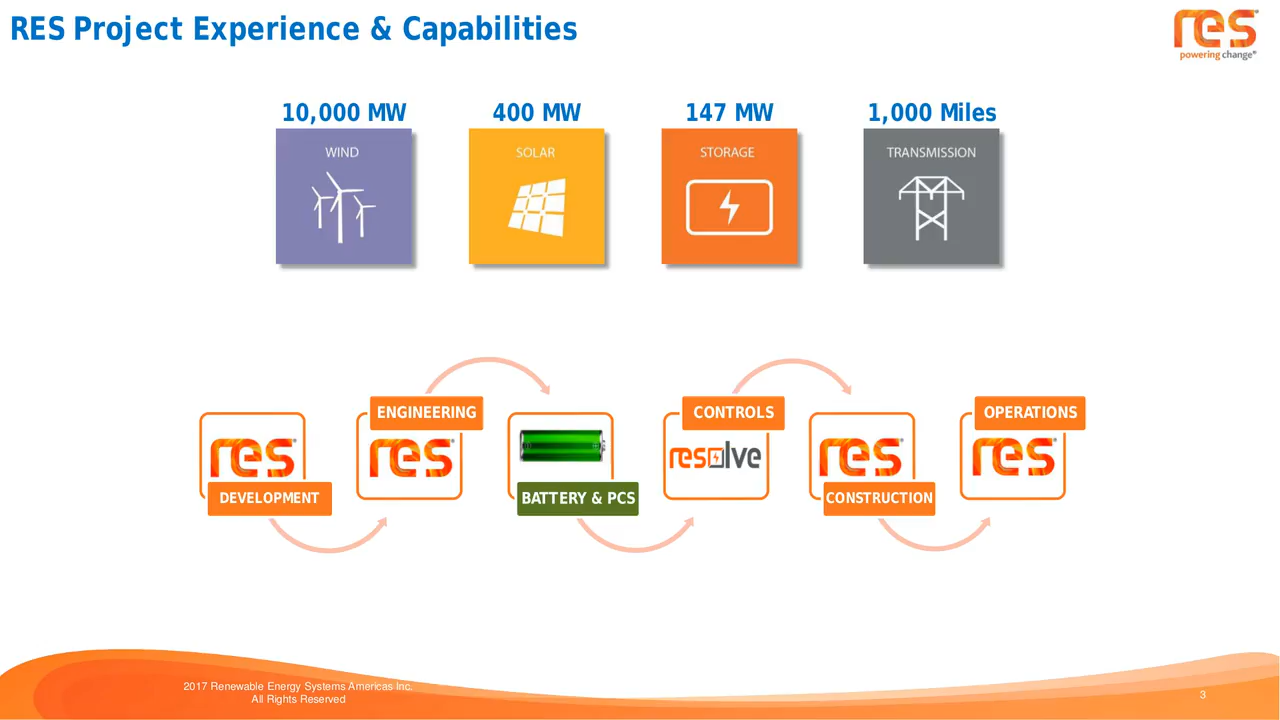 RES Project Experience & Capabilities
res
powering change
10,000 MW
400 MW
147 MW
1,000 Miles
WIND
SOLAR
STORAGE
TRANSMISSION
ENGINEERING
CONTROLS
OPERATIONS
res
res
resolve
res
res
DEVELOPMENT
BATTERY & PCS
CONSTRUCTION
2017 Renewable Energy Systems Americas Inc.
All Rights Reserved
3